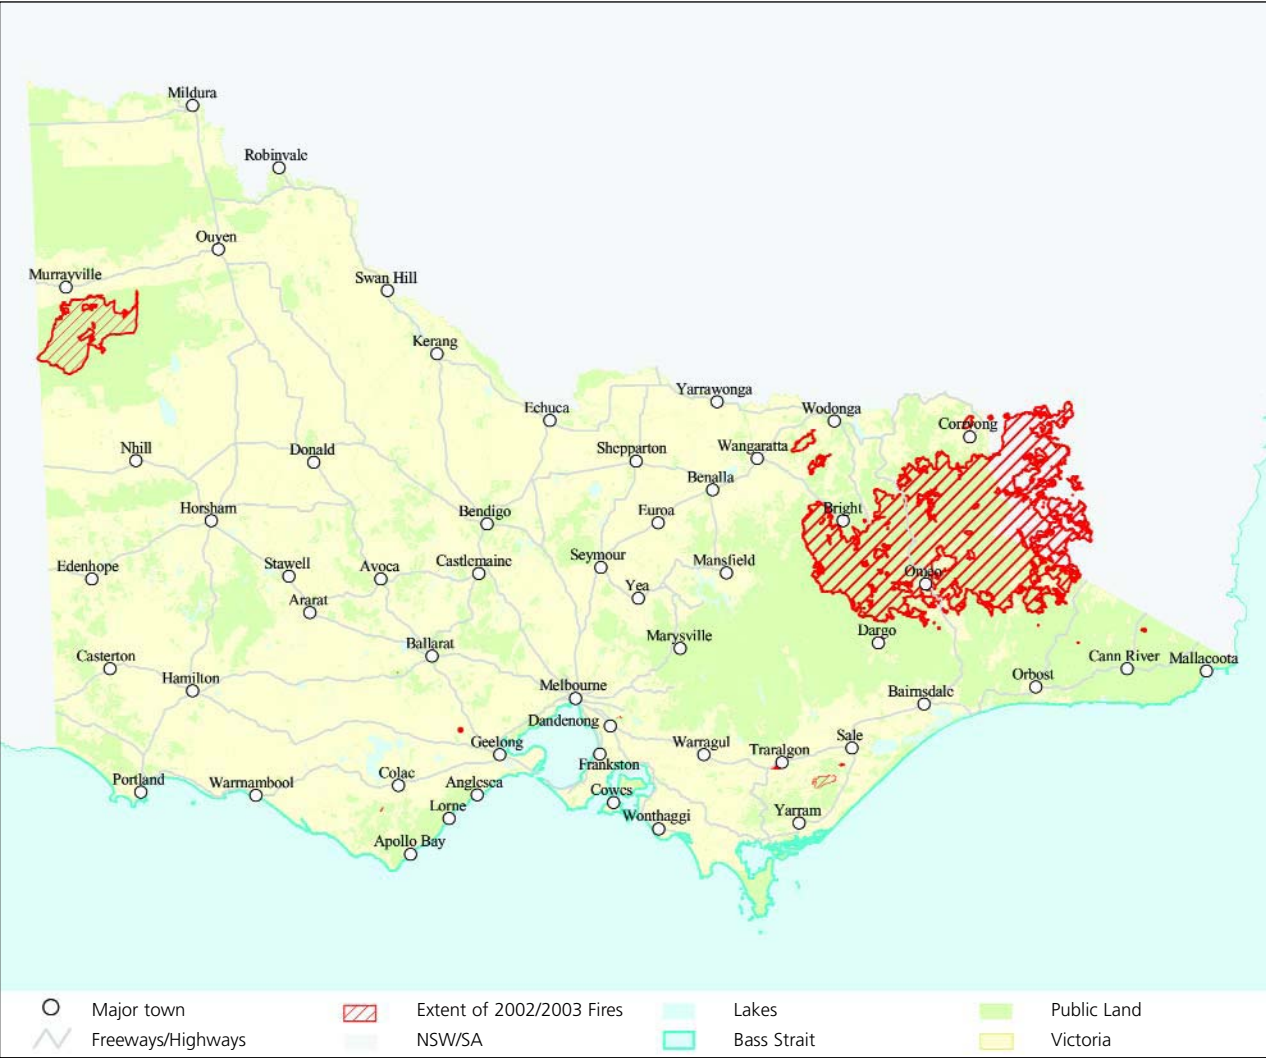 Mildura
Robinvale
Ouyen
Murrayville
Swan Hill
Kerang
Yarrawonga
Echuca
Wodonga
Corryong
Nhill
Donald
Shepparton
Wangaratta
Benalla
Horsham
Bendigo
Euroa
Bright
Edenhope
Stawell
Avoca
Castlemaine
Seymour
Mansfield
Omeo
Yea
Ararat
Ballarat
Marysville
Dargo
Casterton
Hamilton
Melbourne
Bairnsdale
Orbost
Cann River
Mallacoota
Dandenong
Geelong
Frankston
Warragul
Traralgon
Sale
Portland
Warrnambool
Colac
Anglesea
Cowes
Lorne
Wonthaggi
Yarram
Apollo Bay
Major town
Extent of 2002/2003 Fires
Lakes
Public Land
Freeways/Highways
NSW/SA
Bass Strait
Victoria